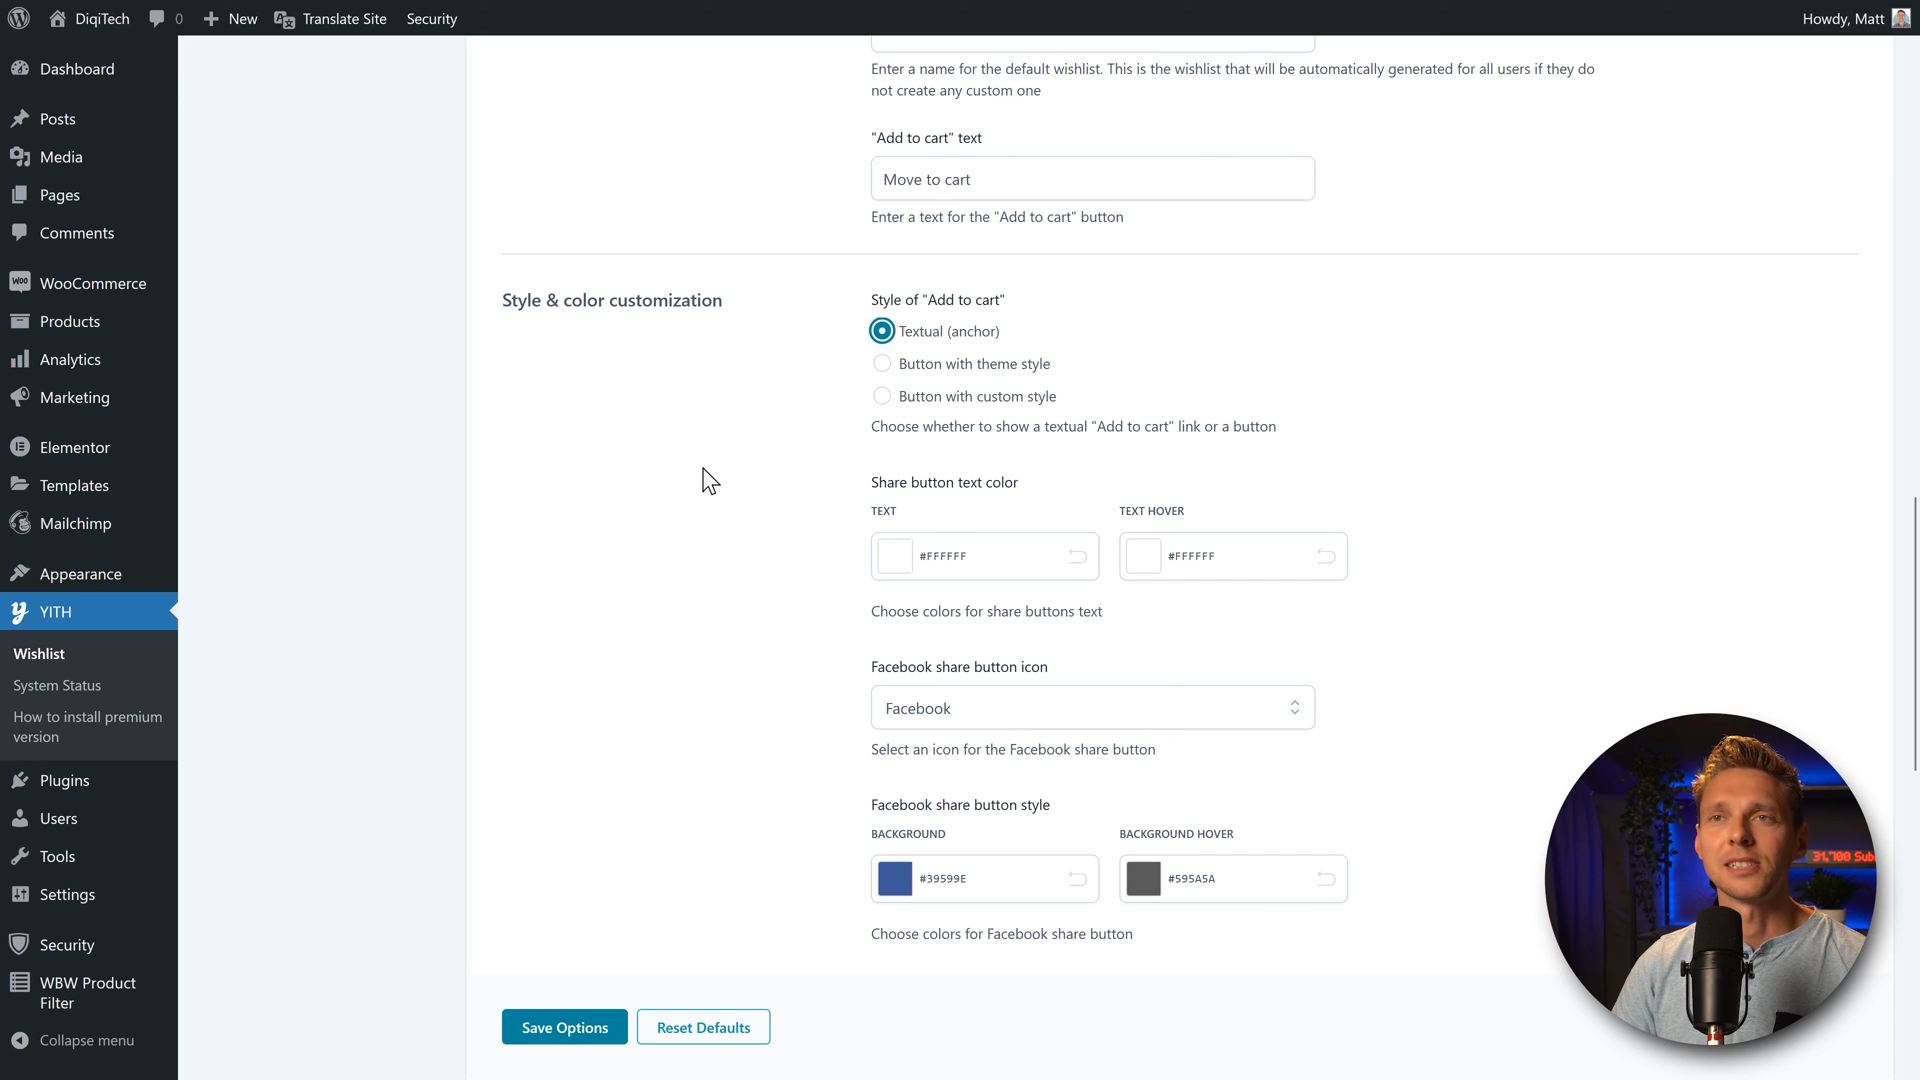 DiqiTech
0
New
Translate Site
Security
Howdy, Matt
Dashboard
Posts
Media
Pages
Comments
WooCommerce
Products
Analytics
Marketing
Elementor
Templates
Mailchimp
Appearance
YITH
Wishlist
System Status
How to install premium
version
Plugins
Users
Tools
Settings
Security
WBW Product
Filter
Collapse menu
Enter a name for the default wishlist. This is the wishlist that will be automatically generated for all users if they do
not create any custom one
"Add to cart" text
Move to cart
Enter a text for the "Add to cart" button
Style & color customization
Style of "Add to cart"
Textual (anchor)
Button with theme style
Button with custom style
Choose whether to show a textual "Add to cart" link or a button
Share button text color
TEXT
TEXT HOVER
#FFFFFF
#FFFFFF
Choose colors for share buttons text
Facebook share button icon
Facebook
Select an icon for the Facebook share button
Facebook share button style
BACKGROUND
BACKGROUND HOVER
#39599E
#595A5A
Choose colors for Facebook share button
Save Options
Reset Defaults
31,700 Sub